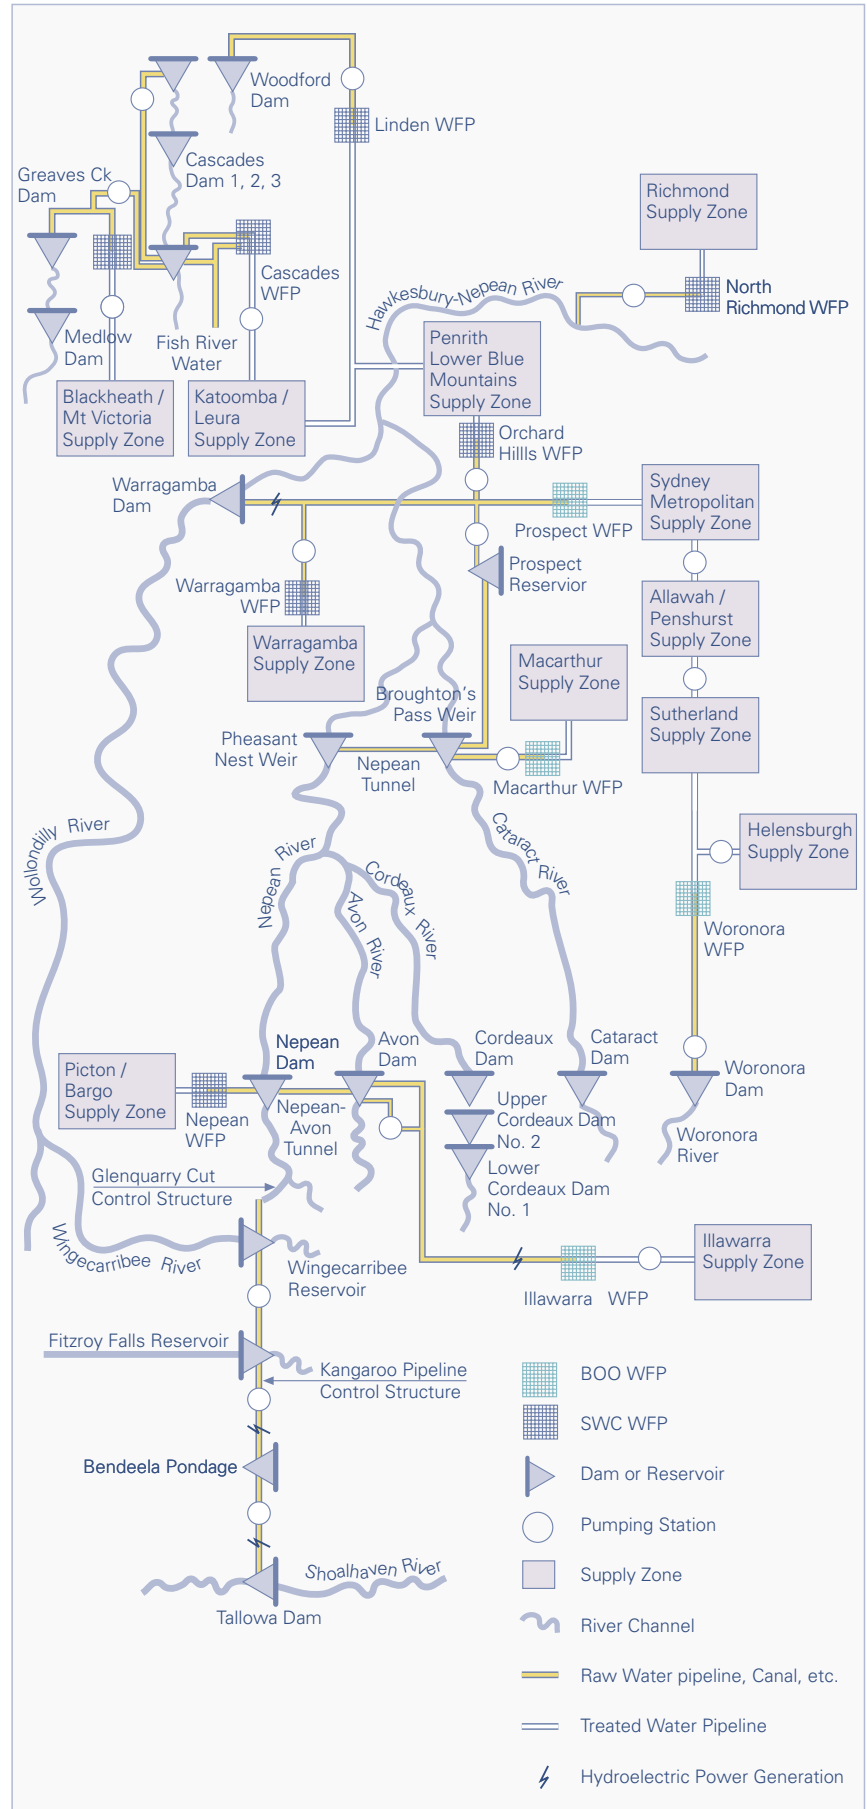 Woodford
Dam
Linden WFP
Cascades
Dam 1, 2, 3
Greaves Ck
Dam
Richmond
Supply Zone
Cascades
WFP
Hawkesbury-Nepean River
North
Richmond WFP
Medlow
Dam
Fish River
Water
Penrith
Lower Blue
Mountains
Supply Zone
Blackheath /
Mt Victoria
Supply Zone
Katoomba /
Leura
Supply Zone
Orchard
Hillls WFP
Warragamba
Dam
Sydney
Metropolitan
Supply Zone
Prospect WFP
Prospect
Reservior
Warragamba
WFP
Allawah /
Penshurst
Supply Zone
Warragamba
Supply Zone
Macarthur
Supply Zone
Broughton's
Pass Weir
Sutherland
Supply Zone
Pheasant
Nest Weir
Nepean
Tunnel
Macarthur WFP
Wollondilly River
Nepean River
Cordeaux River
Avon River
Cataract River
Helensburgh
Supply Zone
Woronora
WFP
Nepean
Dam
Avon
Dam
Cordeaux
Dam
Cataract
Dam
Woronora
Dam
Picton /
Bargo
Supply Zone
Nepean
WFP
Nepean-
Avon
Tunnel
Upper
Cordeaux Dam
No. 2
Woronora
River
Lower
Cordeaux Dam
No. 1
Glenquarry Cut
Control Structure
Wingecarribee River
Wingecarribee
Reservoir
Illawarra
Supply Zone
Illawarra WFP
Fitzroy Falls Reservoir
Kangaroo Pipeline
Control Structure
Bendeela Pondage
Shoalhaven River
Tallowa Dam
BOO WFP
SWC WFP
Dam or Reservoir
Pumping Station
Supply Zone
River Channel
Raw Water pipeline, Canal, etc.
Treated Water Pipeline
Hydroelectric Power Generation